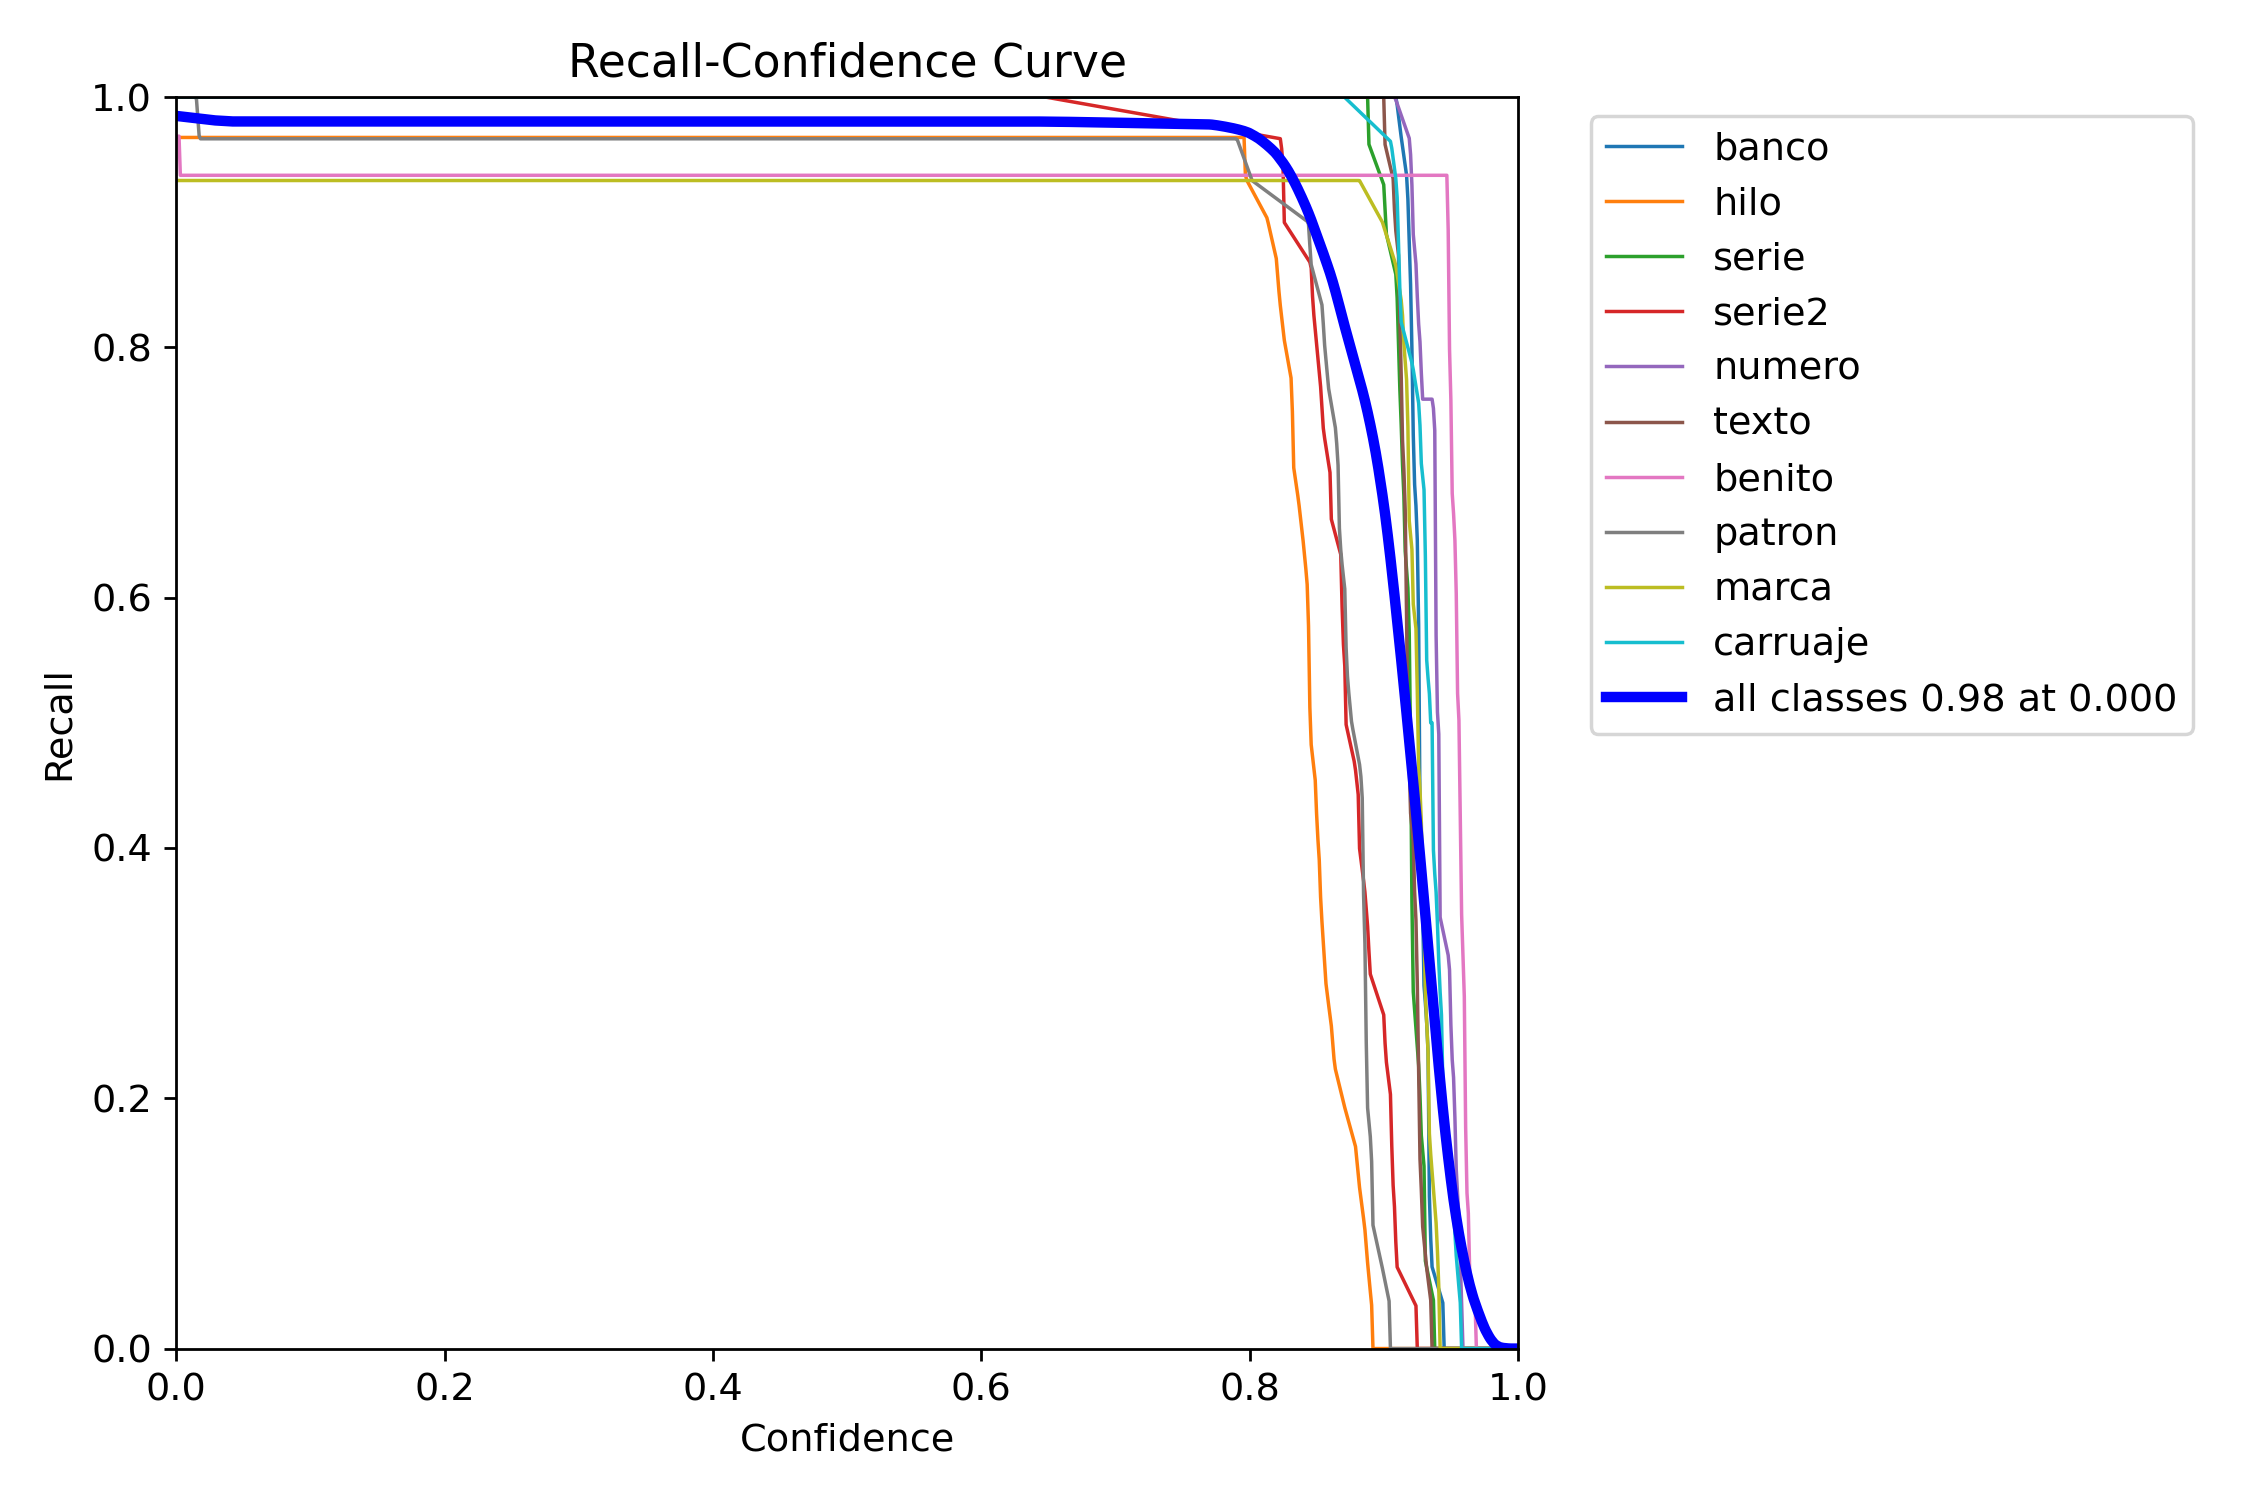 Recall-Confidence Curve
1.0
0.8
0.6
0.4
0.2
0.0
Recall
0.0 0.2 0.4 0.6 0.8 1.0
Confidence
banco
hilo
serie
serie2
numero
texto
benito
patron
marca
carruaje
all classes 0.98 at 0.000